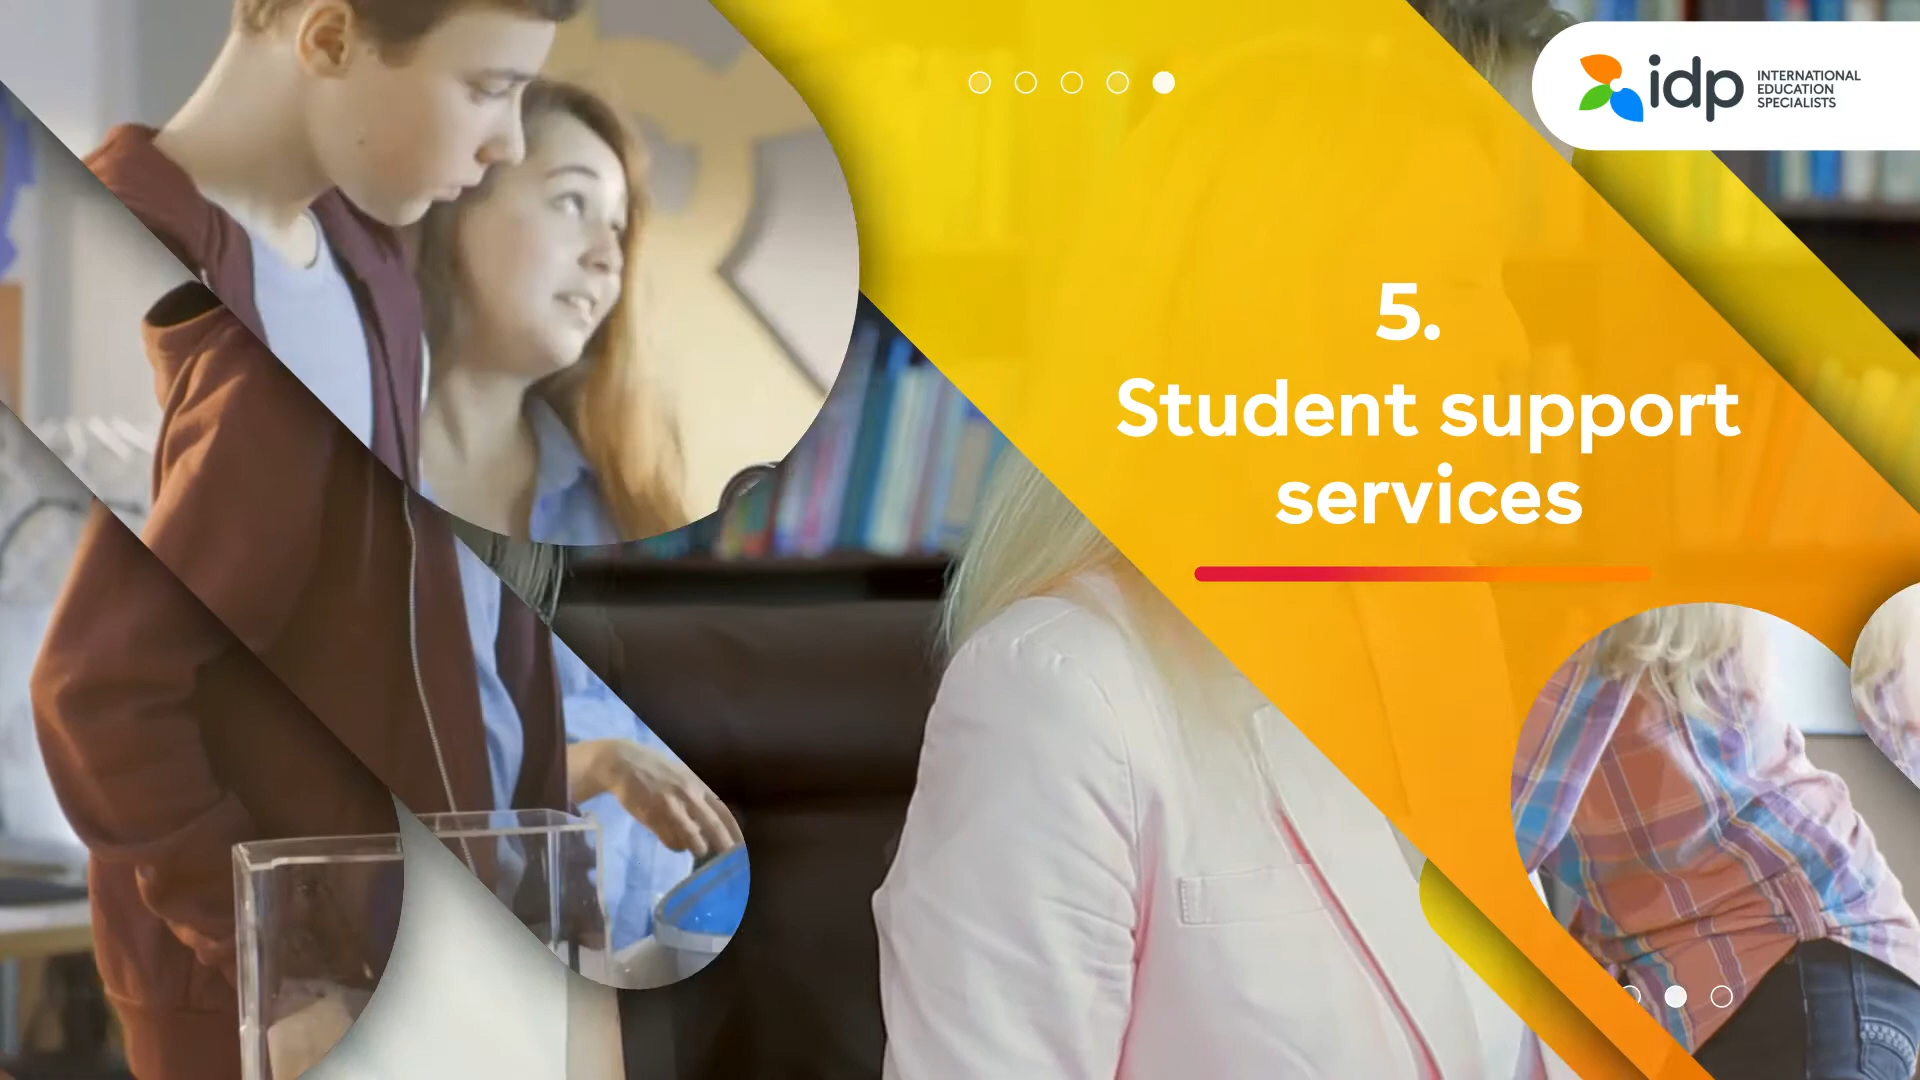 idp
INTERNATIONAL
EDUCATION
SPECIALISTS
5.
Student support
services